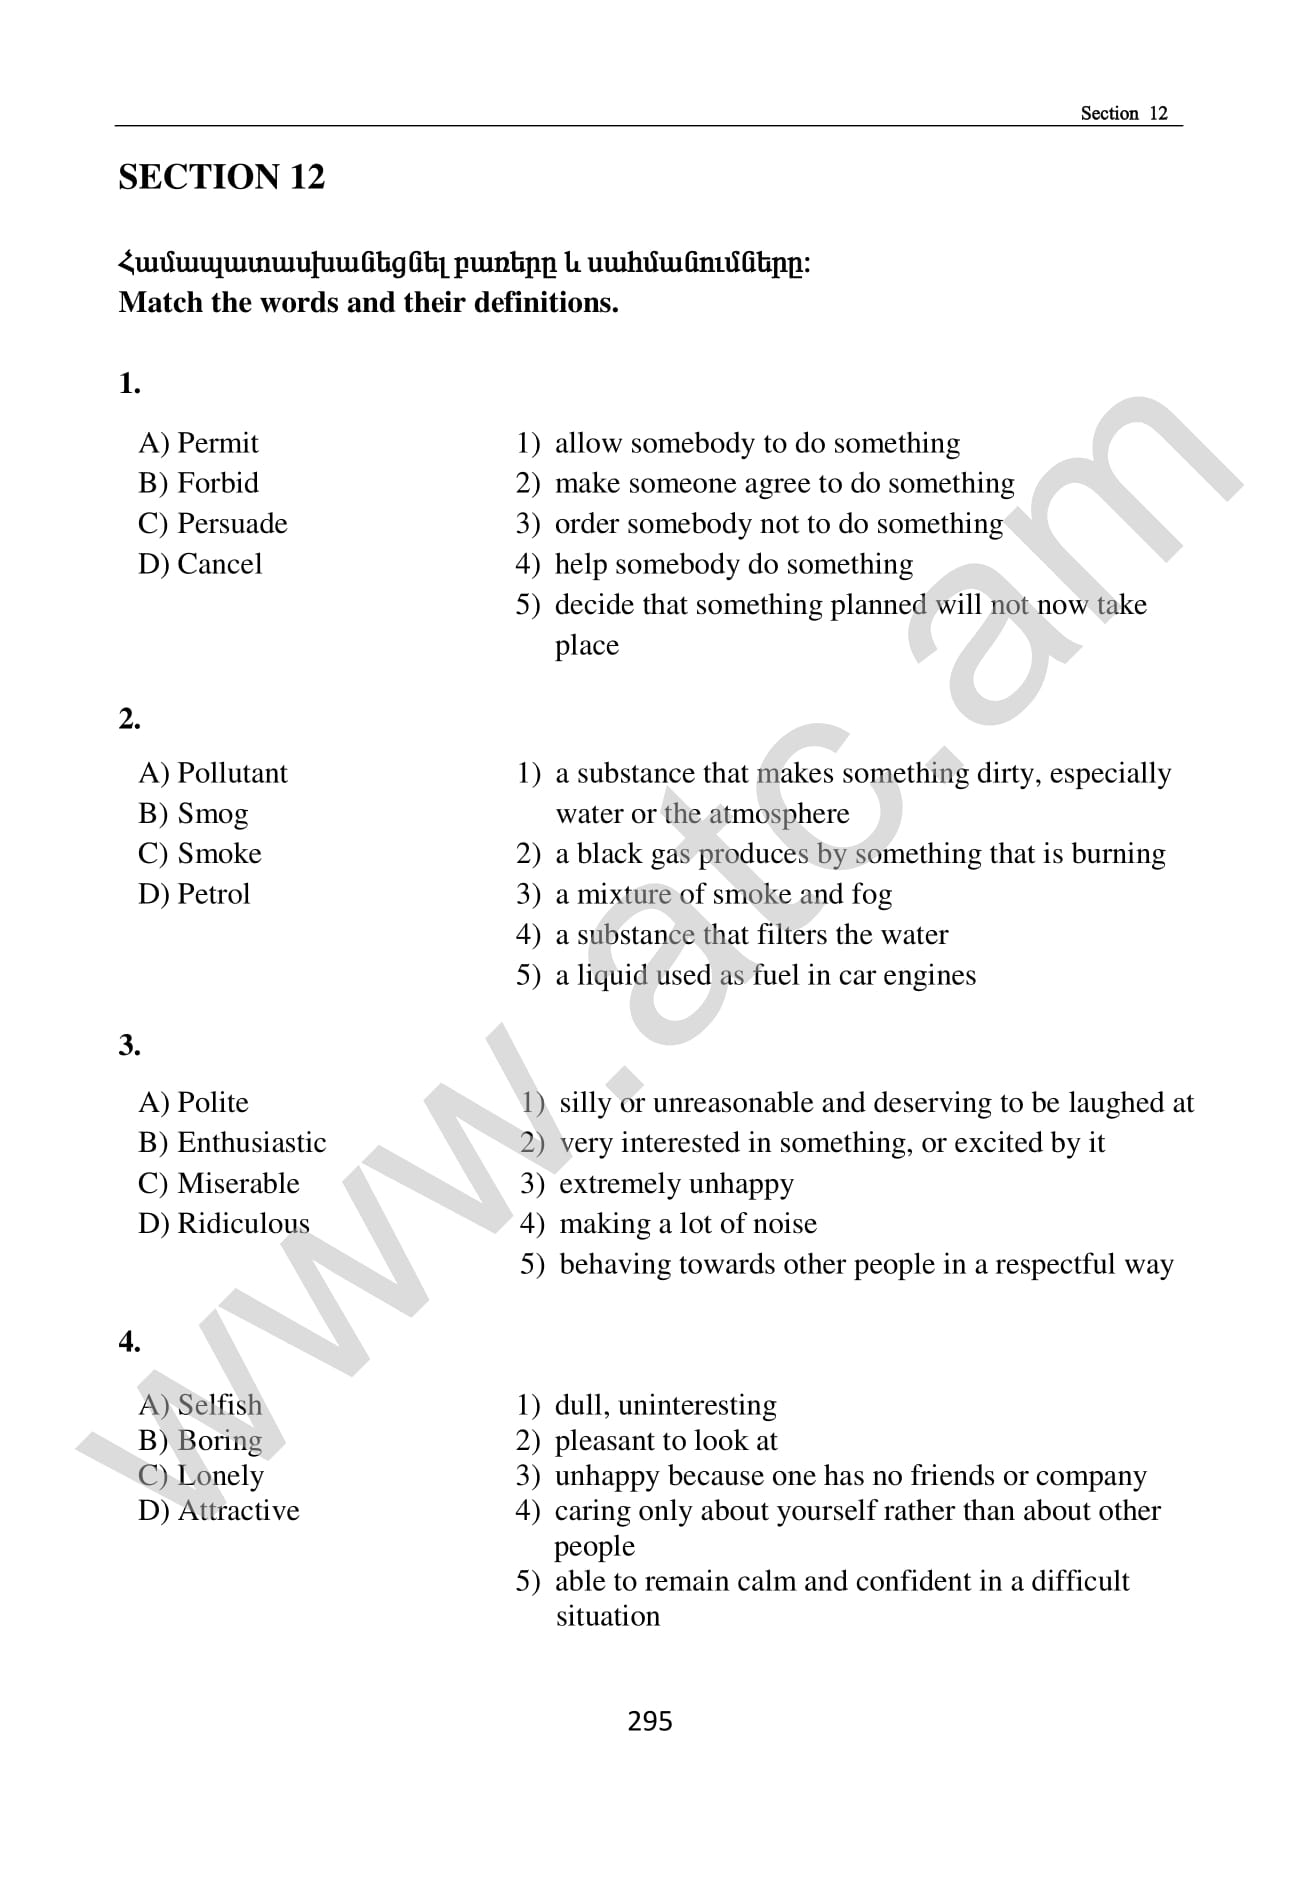 Section 12
SECTION 12
Համապատասխանեցնել բառերը և սահմանումները:
Match the words and their definitions.
1.
A) Permit
B) Forbid
C) Persuade
D) Cancel
1) allow somebody to do something
2) make someone agree to do something
3) order somebody not to do something
4) help somebody do something
5) decide that something planned will not now take
place
2.
A) Pollutant
B) Smog
C) Smoke
D) Petrol
1) a substance that makes something dirty, especially
water or the atmosphere
2) a black gas produces by something that is burning
3) a mixture of smoke and fog
4) a substance that filters the water
5) a liquid used as fuel in car engines
3.
A) Polite
B) Enthusiastic
C) Miserable
D) Ridiculous
1) silly or unreasonable and deserving to be laughed at
2) very interested in something, or excited by it
3) extremely unhappy
4) making a lot of noise
5) behaving towards other people in a respectful way
4.
A) Selfish
B) Boring
C) Lonely
D) Attractive
1) dull, uninteresting
2) pleasant to look at
3) unhappy because one has no friends or company
4) caring only about yourself rather than about other
people
5) able to remain calm and confident in a difficult
situation
295
www.atc.am